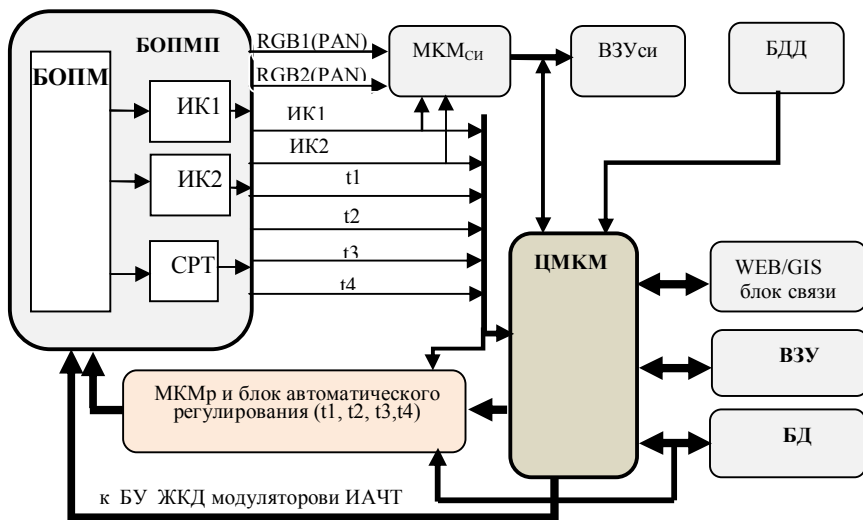 БОПМП
БОПМ
ИК1
ИК2
СРТ
RGB1(PAN)
RGB2(PAN)
ИК1
ИК2
t1
t2
t3
t4
МКМСИ
ВЗУси
БДД
ЦМКМ
WEB/GIS
блок связи
ВЗУ
БД
МКМр и блок автоматического
регулирования (t1, t2, t3,t4)
к БУ ЖКД модуляторови ИАЧТ